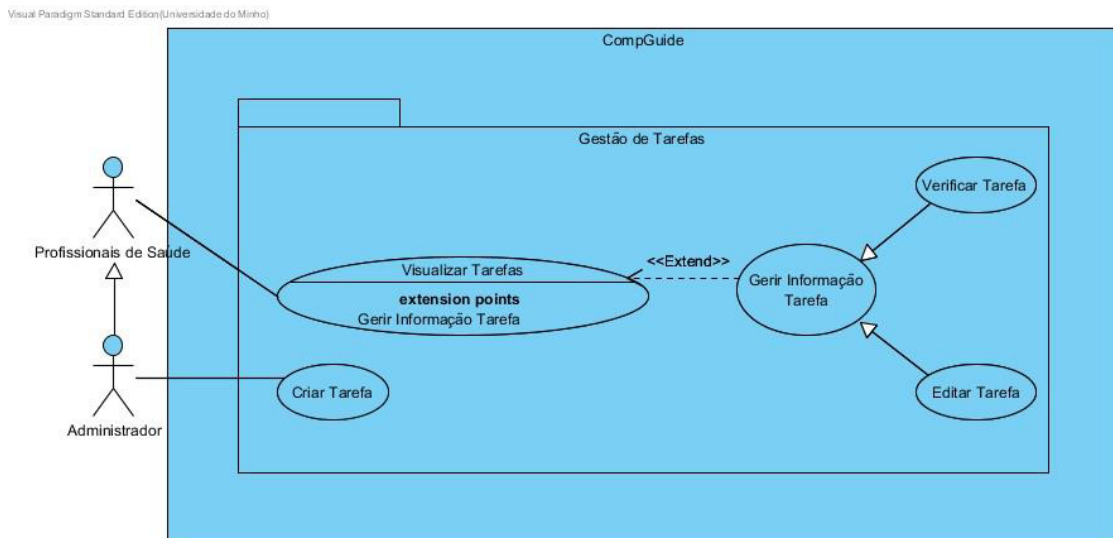 Visual Paradigm Standard Edition(Universidade do Minho)
CompGuide
Gestão de Tarefas
Verificar Tarefa
Profissionais de Saúde
<<Extend>>
Visualizar Tarefas
extension points
Gerir Informação Tarefa
Gerir Informação
Tarefa
Criar Tarefa
Editar Tarefa
Administrador